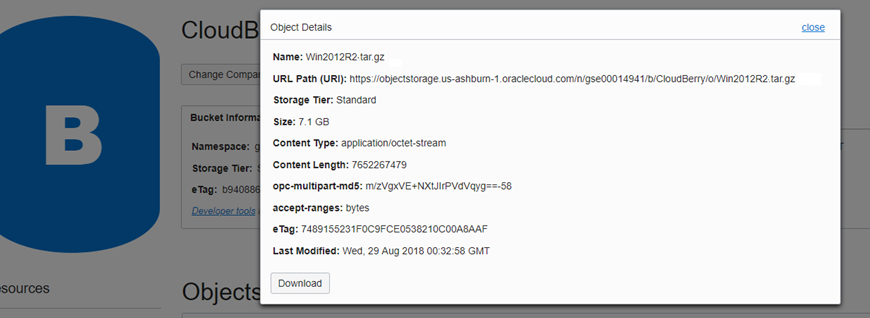 CloudB
Object Details
close
Name: Win2012R2.tar.gz
URL Path (URI): https://objectstorage.us-ashburn-1.oraclecloud.com/n/gse00014941/b/CloudBerry/o/Win2012R2.tar.gz
Storage Tier: Standard
Size: 7.1 GB
Content Type: application/octet-stream
Content Length: 7652267479
opc-multipart-md5: m/zVgxVE+NXtJIrPVdVqyg==-58
accept-ranges: bytes
eTag: 7489155231F0C9FCE0538210C00A8AAF
Last Modified: Wed, 29 Aug 2018 00:32:58 GMT
Download
B
Change Compar
Bucket Informa
Namespace: g
Storage Tier: S
eTag: b940886
Developer tools
esources
Objects
r